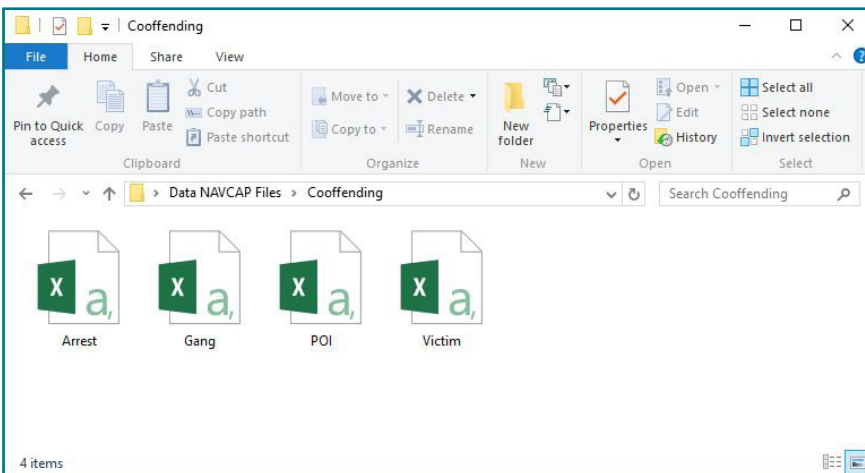 Cooffending
File Home Share View
Pin to Quick access
Copy
Paste
Cut
Copy path
Paste shortcut
Clipboard
Move to
Copy to
Delete
Rename
Organize
New folder
New
Properties
Open
Edit
History
Open
Select all
Select none
Invert selection
Select
Data NAVCAP Files > Cooffending
Search Cooffending
X a,
X a,
X a,
X a,
Arrest Gang POI Victim
4 items